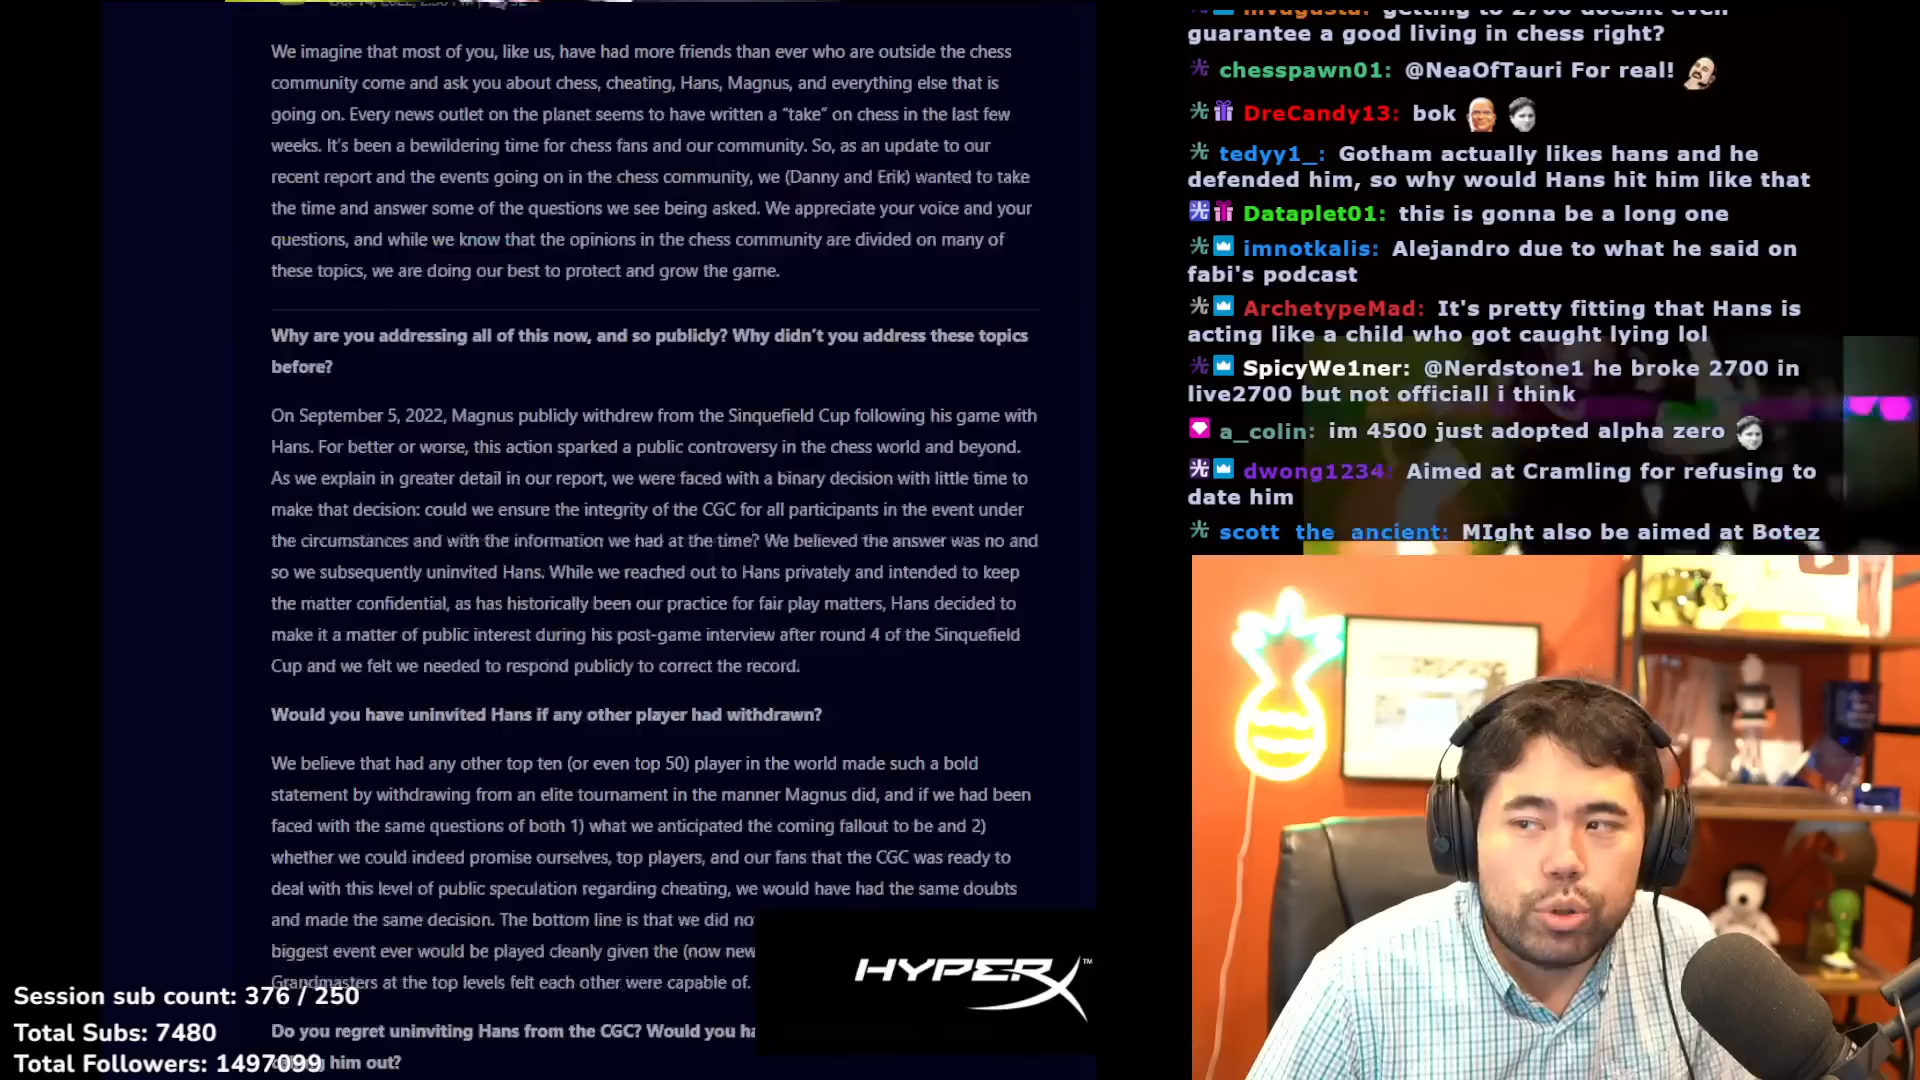 We imagine that most of you, like us, have had more friends than ever who are outside the chess
community come and ask you about chess, cheating, Hans, Magnus, and everything else that is
going on. Every news outlet on the planet seems to have written a “take” on chess in the last few
weeks. It’s been a bewildering time for chess fans and our community. So, as an update to our
recent report and the events going on in the chess community, we (Danny and Erik) wanted to take
the time and answer some of the questions we see being asked. We appreciate your voice and your
questions, and while we know that the opinions in the chess community are divided on many of
these topics, we are doing our best to protect and grow the game.
Why are you addressing all of this now, and so publicly? Why didn’t you address these topics
before?
On September 5, 2022, Magnus publicly withdrew from the Sinquefield Cup following his game with
Hans. For better or worse, this action sparked a public controversy in the chess world and beyond.
As we explain in greater detail in our report, we were faced with a binary decision with little time to
make that decision: could we ensure the integrity of the CGC for all participants in the event under
the circumstances and with the information we had at the time? We believed the answer was no and
so we subsequently uninvited Hans. While we reached out to Hans privately and intended to keep
the matter confidential, as has historically been our practice for fair play matters, Hans decided to
make it a matter of public interest during his post-game interview after round 4 of the Sinquefield
Cup and we felt we needed to respond publicly to correct the record.
Would you have uninvited Hans if any other player had withdrawn?
We believe that had any other top ten (or even top 50) player in the world made such a bold
statement by withdrawing from an elite tournament in the manner Magnus did, and if we had been
faced with the same questions of both 1) what we anticipated the coming fallout to be and 2)
whether we could indeed promise ourselves, top players, and our fans that the CGC was ready to
deal with this level of public speculation regarding cheating, we would have had the same doubts
and made the same decision. The bottom line is that we did no
biggest event ever would be played cleanly given the (now new
Grandmasters at the top levels felt each other were capable of.
Do you regret uninviting Hans from the CGC? Would you ha
him out?
Session sub count: 376 / 250
Total Subs: 7480
Total Followers: 1497099
HYPERX™
getting to 2700 doesnt even
guarantee a good living in chess right?
chesspawn01: @NeaOfTauri For real!
DreCandy13: bok
tedyy1_: Gotham actually likes hans and he
defended him, so why would Hans hit him like that
Dataplet01: this is gonna be a long one
imnotkalis: Alejandro due to what he said on
fabi's podcast
ArchetypeMad: It's pretty fitting that Hans is
acting like a child who got caught lying lol
SpicyWe1ner: @Nerdstone1 he broke 2700 in
live2700 but not officiall i think
a_colin: im 4500 just adopted alpha zero
dwong1234: Aimed at Cramling for refusing to
date him
scott_the_ancient: MIght also be aimed at Botez